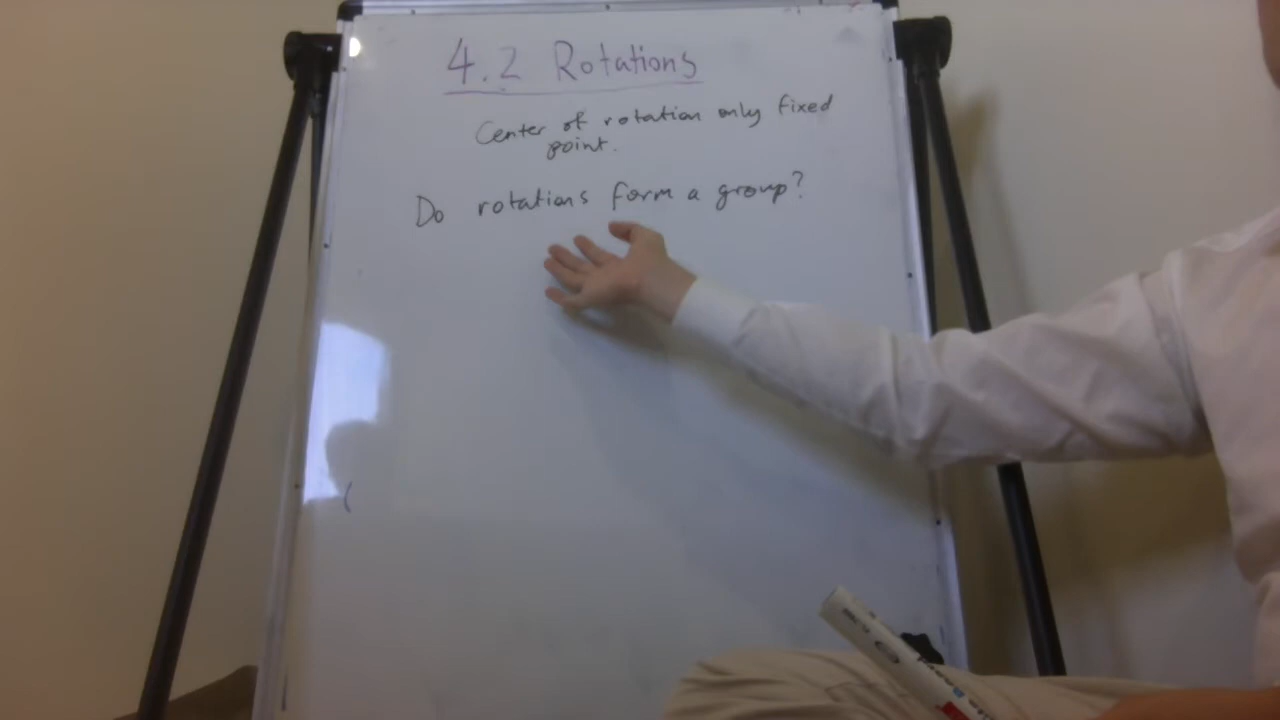 4.2 Rotations
Center of rotation only fixed
point.
Do rotations form a group?